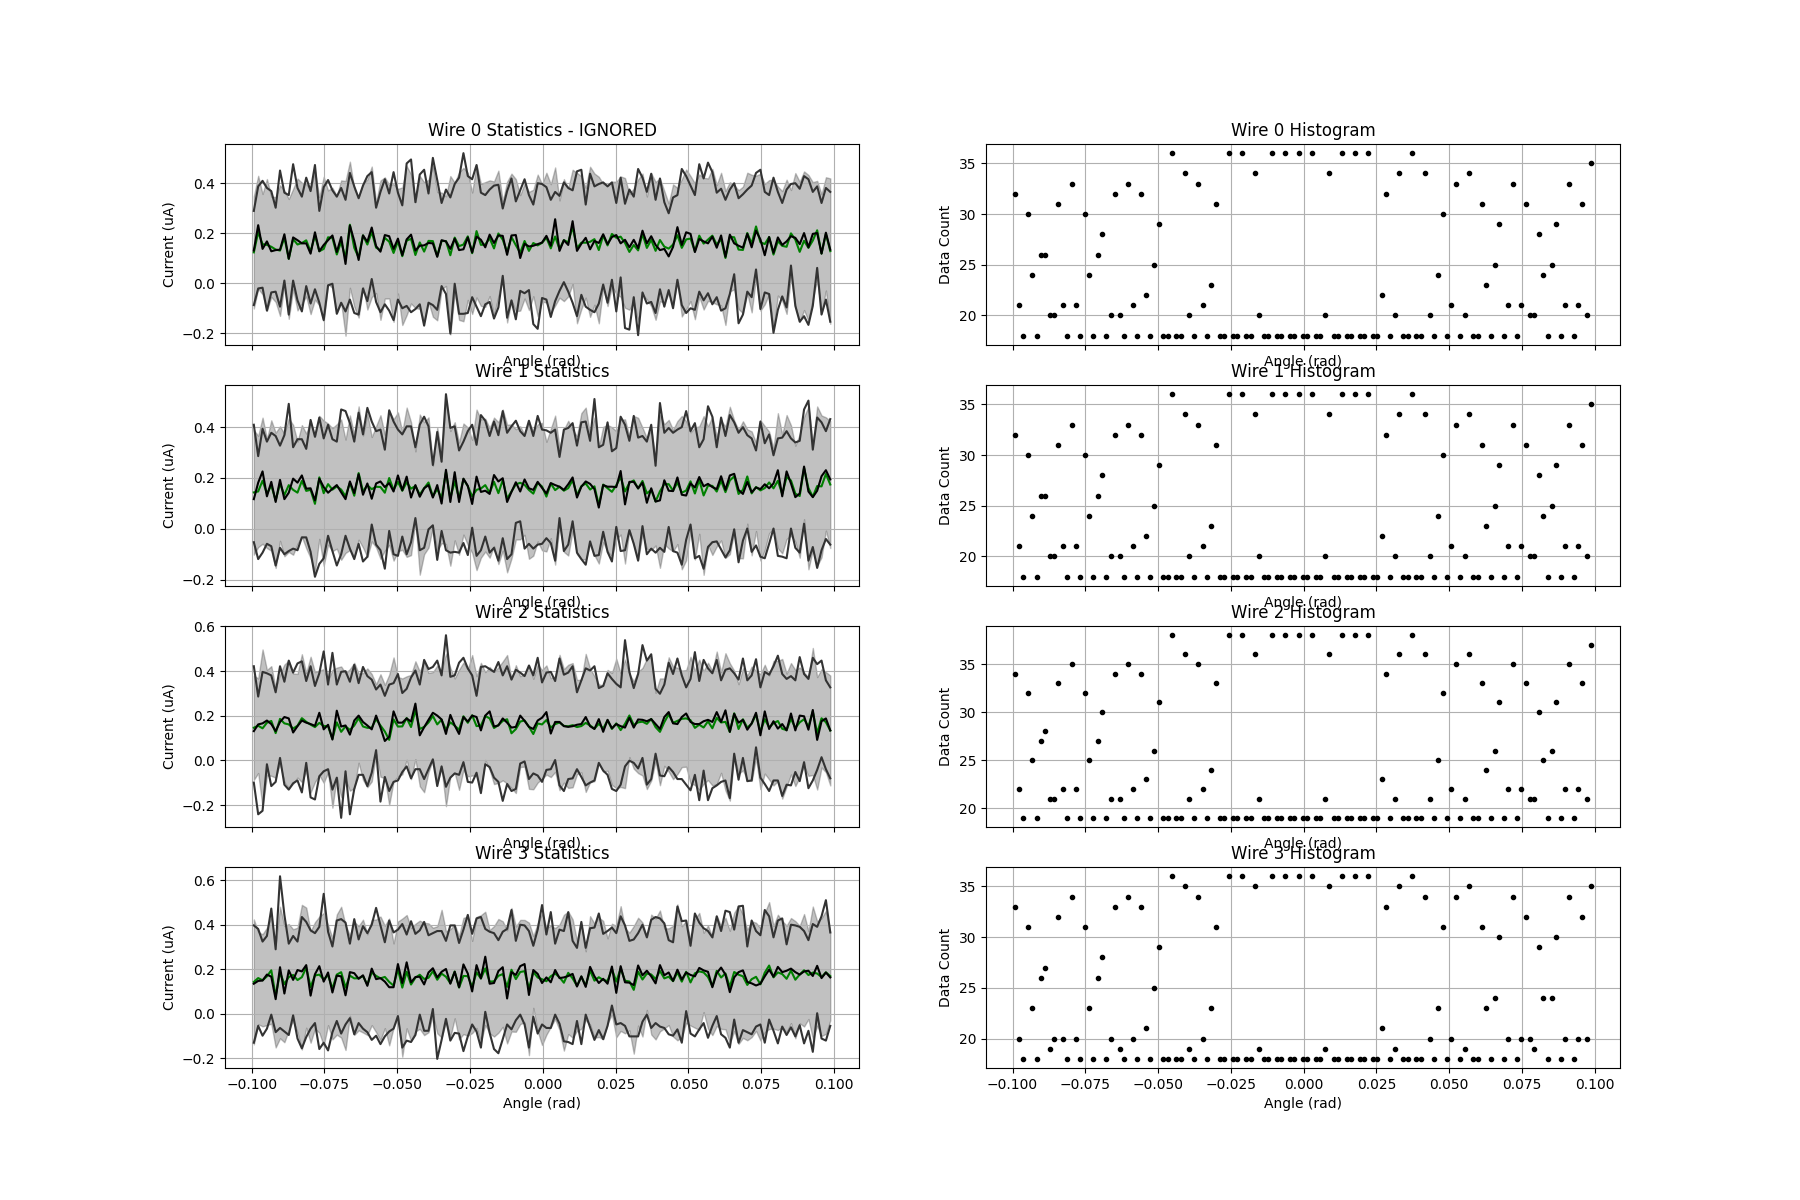 Wire 0 Statistics - IGNORED
Current (uA)
0.4
0.2
0.0
−0.2
Angle (rad)
Wire 0 Histogram
Data Count
35
30
25
20
Angle (rad)
Wire 1 Statistics
Current (uA)
0.4
0.2
0.0
−0.2
Angle (rad)
Wire 1 Histogram
Data Count
35
30
25
20
Angle (rad)
Wire 2 Statistics
Current (uA)
0.6
0.4
0.2
0.0
−0.2
Angle (rad)
Wire 2 Histogram
Data Count
35
30
25
20
Angle (rad)
Wire 3 Statistics
Current (uA)
0.6
0.4
0.2
0.0
−0.2
−0.100 −0.075 −0.050 −0.025 0.000 0.025 0.050 0.075 0.100
Angle (rad)
Wire 3 Histogram
Data Count
35
30
25
20
−0.100 −0.075 −0.050 −0.025 0.000 0.025 0.050 0.075 0.100
Angle (rad)